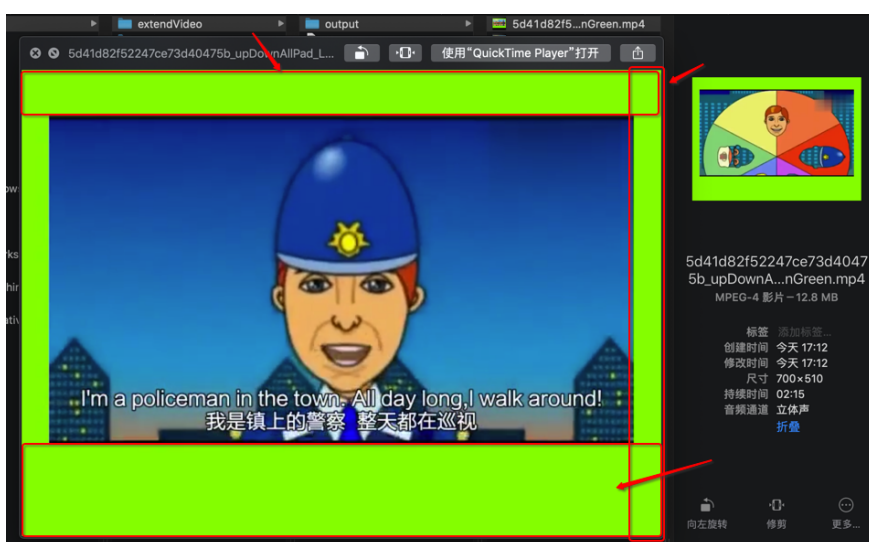 extendVideo
output
5d41d82f5...nGreen.mp4
5d41d82f52247ce73d40475b_upDownAllPad_L...
使用“QuickTime Player”打开
I'm a policeman in the town. All day long,I walk around!
我是镇上的警察 整天都在巡视
5d41d82f52247ce73d4047
5b_upDownA...nGreen.mp4
MPEG-4 影片 – 12.8 MB
标签 添加标签...
创建时间 今天 17:12
修改时间 今天 17:12
尺寸 700×510
持续时间 02:15
音频通道 立体声
折叠
向左旋转
修剪
更多...